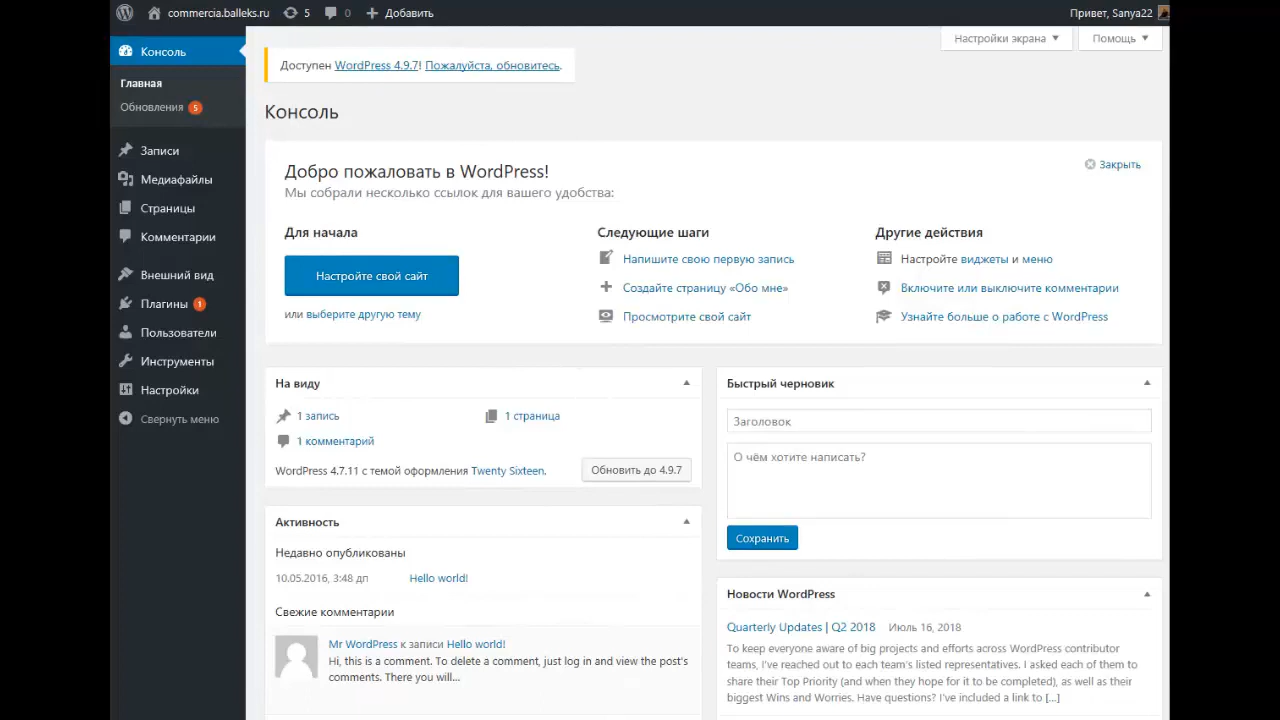 commercia.balleks.ru 5 0 Добавить Привет, Sanya22
Консоль
Главная
Обновления 5
Записи
Медиафайлы
Страницы
Комментарии
Внешний вид
Плагины 1
Пользователи
Инструменты
Настройки
Свернуть меню
Настройки экрана Помощь
Доступен WordPress 4.9.7! Пожалуйста, обновитесь.
Консоль
Добро пожаловать в WordPress!
Закрыть
Мы собрали несколько ссылок для вашего удобства:
Для начала
Настройте свой сайт
или выберите другую тему
Следующие шаги
Напишите свою первую запись
Создайте страницу «Обо мне»
Просмотрите свой сайт
Другие действия
Настройте виджеты и меню
Включите или выключите комментарии
Узнайте больше о работе с WordPress
На виду
1 запись 1 страница
1 комментарий
WordPress 4.7.11 с темой оформления Twenty Sixteen. Обновить до 4.9.7
Активность
Недавно опубликованы
10.05.2016, 3:48 дп Hello world!
Свежие комментарии
Mr WordPress к записи Hello world!
Hi, this is a comment. To delete a comment, just log in and view the post's
comments. There you will...
Быстрый черновик
Заголовок
О чём хотите написать?
Сохранить
Новости WordPress
Quarterly Updates | Q2 2018 Июль 16, 2018
To keep everyone aware of big projects and efforts across WordPress contributor
teams, I've reached out to each team's listed representatives. I asked each of them to
share their Top Priority (and when they hope for it to be completed), as well as their
biggest Wins and Worries. Have questions? I've included a link to [...]